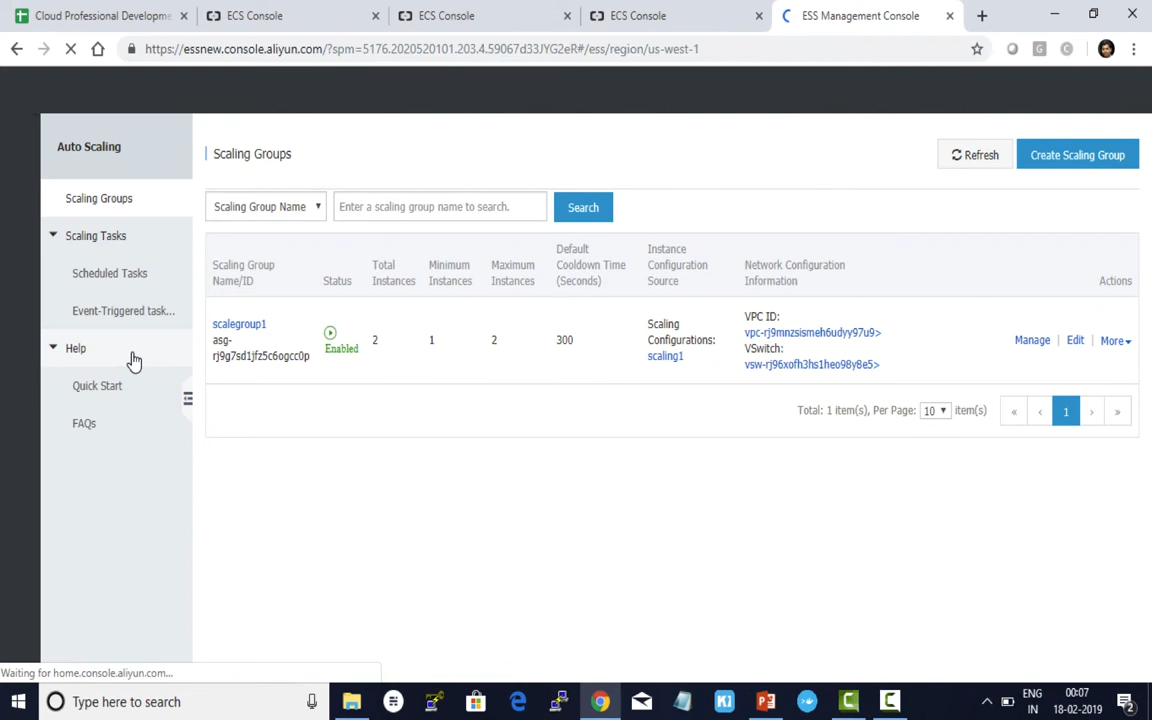 Cloud Professional Developme
ECS Console
ECS Console
ECS Console
ESS Management Console
https://essnew.console.aliyun.com/?spm=5176.2020520101.203.4.59067d33JYG2eR#/ess/region/us-west-1
Auto Scaling
Scaling Groups
Scaling Tasks
Scheduled Tasks
Event-Triggered task...
Help
Quick Start
FAQs
Scaling Groups
Refresh
Create Scaling Group
Scaling Group Name
Enter a scaling group name to search.
Search
Scaling Group Name/ID
Status
Total Instances
Minimum Instances
Maximum Instances
Default Cooldown Time (Seconds)
Instance Configuration Source
Network Configuration Information
Actions
scalegroup1
asg-
rj9g7sd1jfz5c6ogcc0p
Enabled
2
1
2
300
Scaling
Configurations:
scaling1
VPC ID:
vpc-rj9mnzsismeh6udyy97u9>
VSwitch:
vsw-rj96xofh3hs1heo98y8e5>
Manage | Edit | More
Total: 1 item(s), Per Page: 10 item(s)
« ‹ 1 › »
Waiting for home.console.aliyun.com...
Type here to search
KI
ENG
IN
00:07
18-02-2019
2